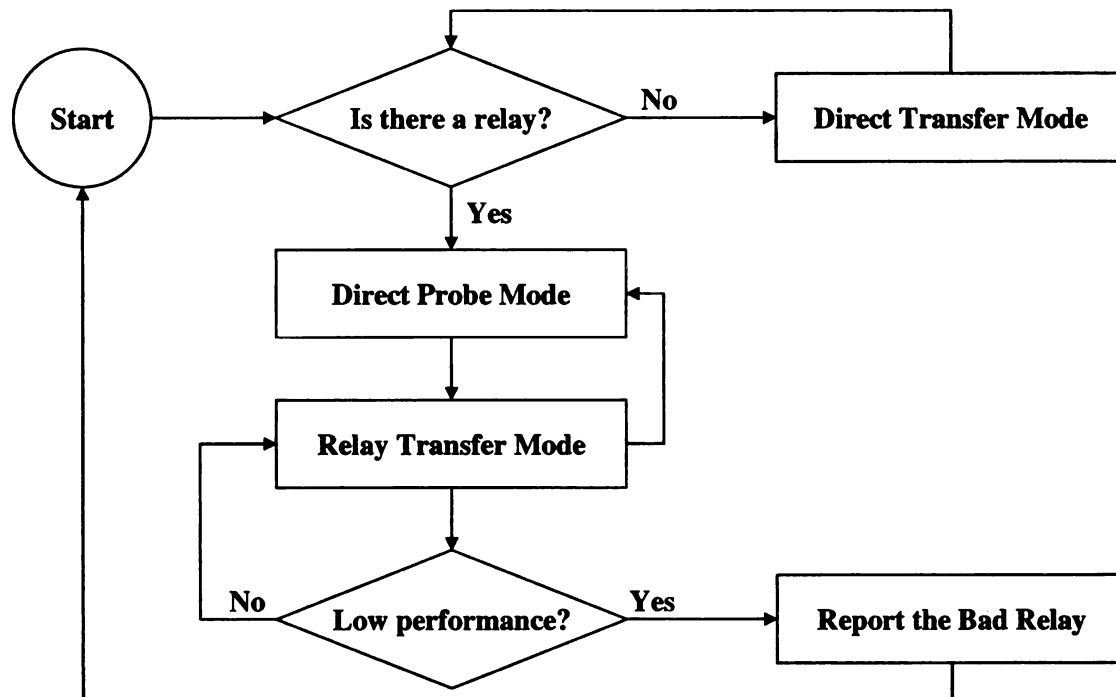 Start
Is there a relay?
No
Direct Transfer Mode
Yes
Direct Probe Mode
Relay Transfer Mode
No
Low performance?
Yes
Report the Bad Relay